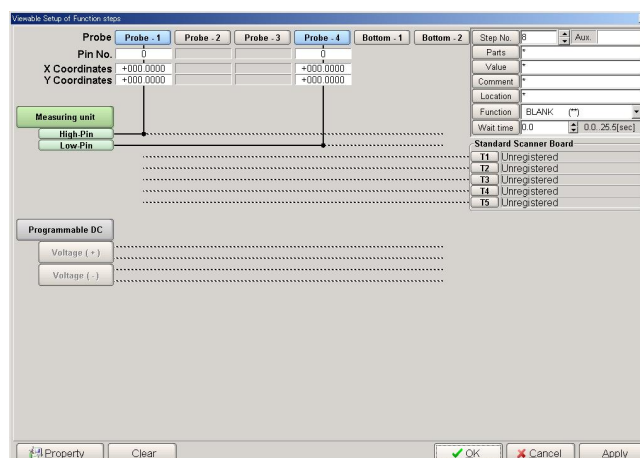 Viewable Setup of Function steps
Probe Probe - 1 Probe - 2 Probe - 3 Probe - 4 Bottom - 1 Bottom - 2
Pin No. 0 0
X Coordinates +000.0000 +000.0000
Y Coordinates +000.0000 +000.0000
Measuring unit
High-Pin
Low-Pin
Programmable DC
Voltage ( + )
Voltage ( - )
Step No. 8 Aux.
Parts *
Value *
Comment *
Location *
Function BLANK (**)
Wait time 0.0 0.0..25.5[sec]
Standard Scanner Board
T1 Unregistered
T2 Unregistered
T3 Unregistered
T4 Unregistered
T5 Unregistered
Property Clear OK Cancel Apply